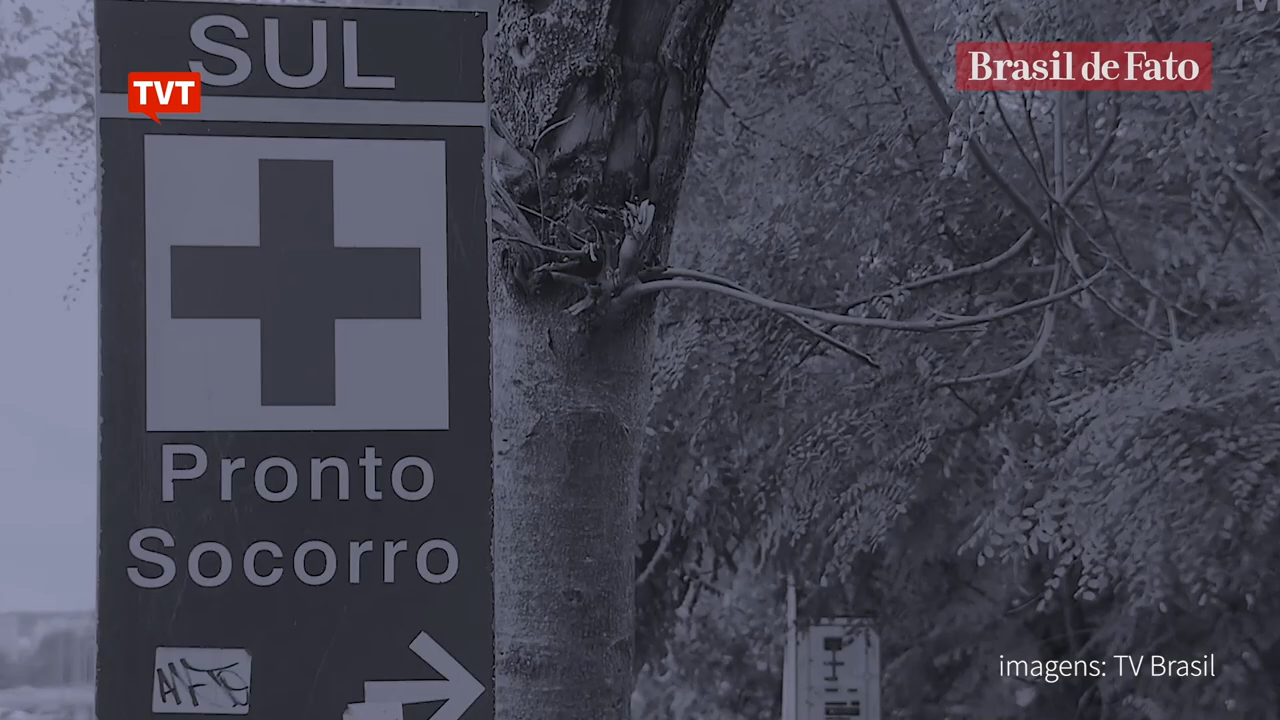 SUL
TVT
Brasil de Fato
Pronto
Socorro
imagens: TV Brasil